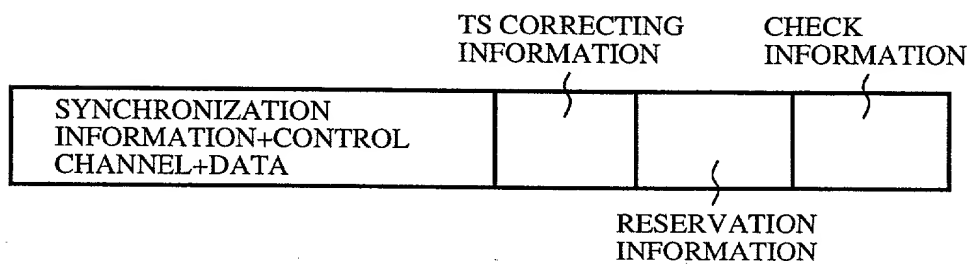 TS CORRECTING
INFORMATION
CHECK
INFORMATION
SYNCHRONIZATION
INFORMATION+CONTROL
CHANNEL+DATA
RESERVATION
INFORMATION